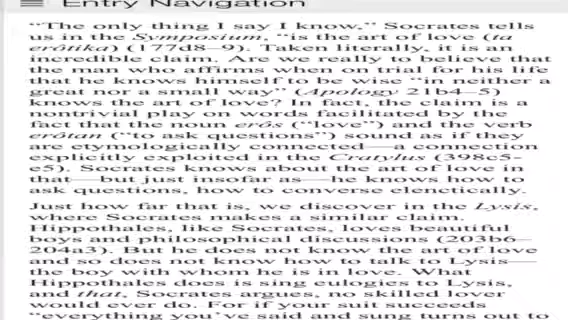 Entry Navigation
“The only thing I say I know,” Socrates tells
us in the Symposium, “is the art of love (ta
erôtika) (177d8–9). Taken literally, it is an
incredible claim. Are we really to believe that
the man who affirms when on trial for his life
that he knows himself to be wise “in neither a
great nor a small way” (Apology 21b4–5)
knows the art of love? In fact, the claim is a
nontrivial play on words facilitated by the
fact that the noun erôs (“love”) and the verb
erôtan (“to ask questions”) sound as if they
are etymologically connected—a connection
explicitly exploited in the Cratylus (398c5-
e5). Socrates knows about the art of love in
that—but just insofar as—he knows how to
ask questions, how to converse elenctically.
Just how far that is, we discover in the Lysis,
where Socrates makes a similar claim.
Hippothales, like Socrates, loves beautiful
boys and philosophical discussions (203b6–
204a3). But he does not know the art of love
and so does not know how to talk to Lysis—
the boy with whom he is in love. What
Hippothales does is sing eulogies to Lysis,
and that, Socrates argues, no skilled lover
would ever do. For if your suit succeeds
“everything you’ve said and sung turns out to